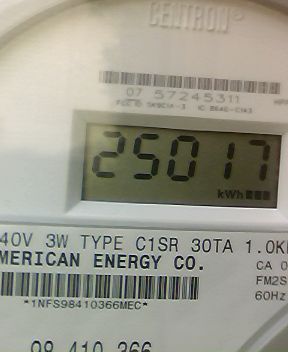 CENTRON®
07 57245311
25017
kWh
40V 3W TYPE C1SR 30TA 1.0K
MERICAN ENERGY CO.
CA 0
FM2S
60Hz
*1NFS98410366MEC*
98 410 366